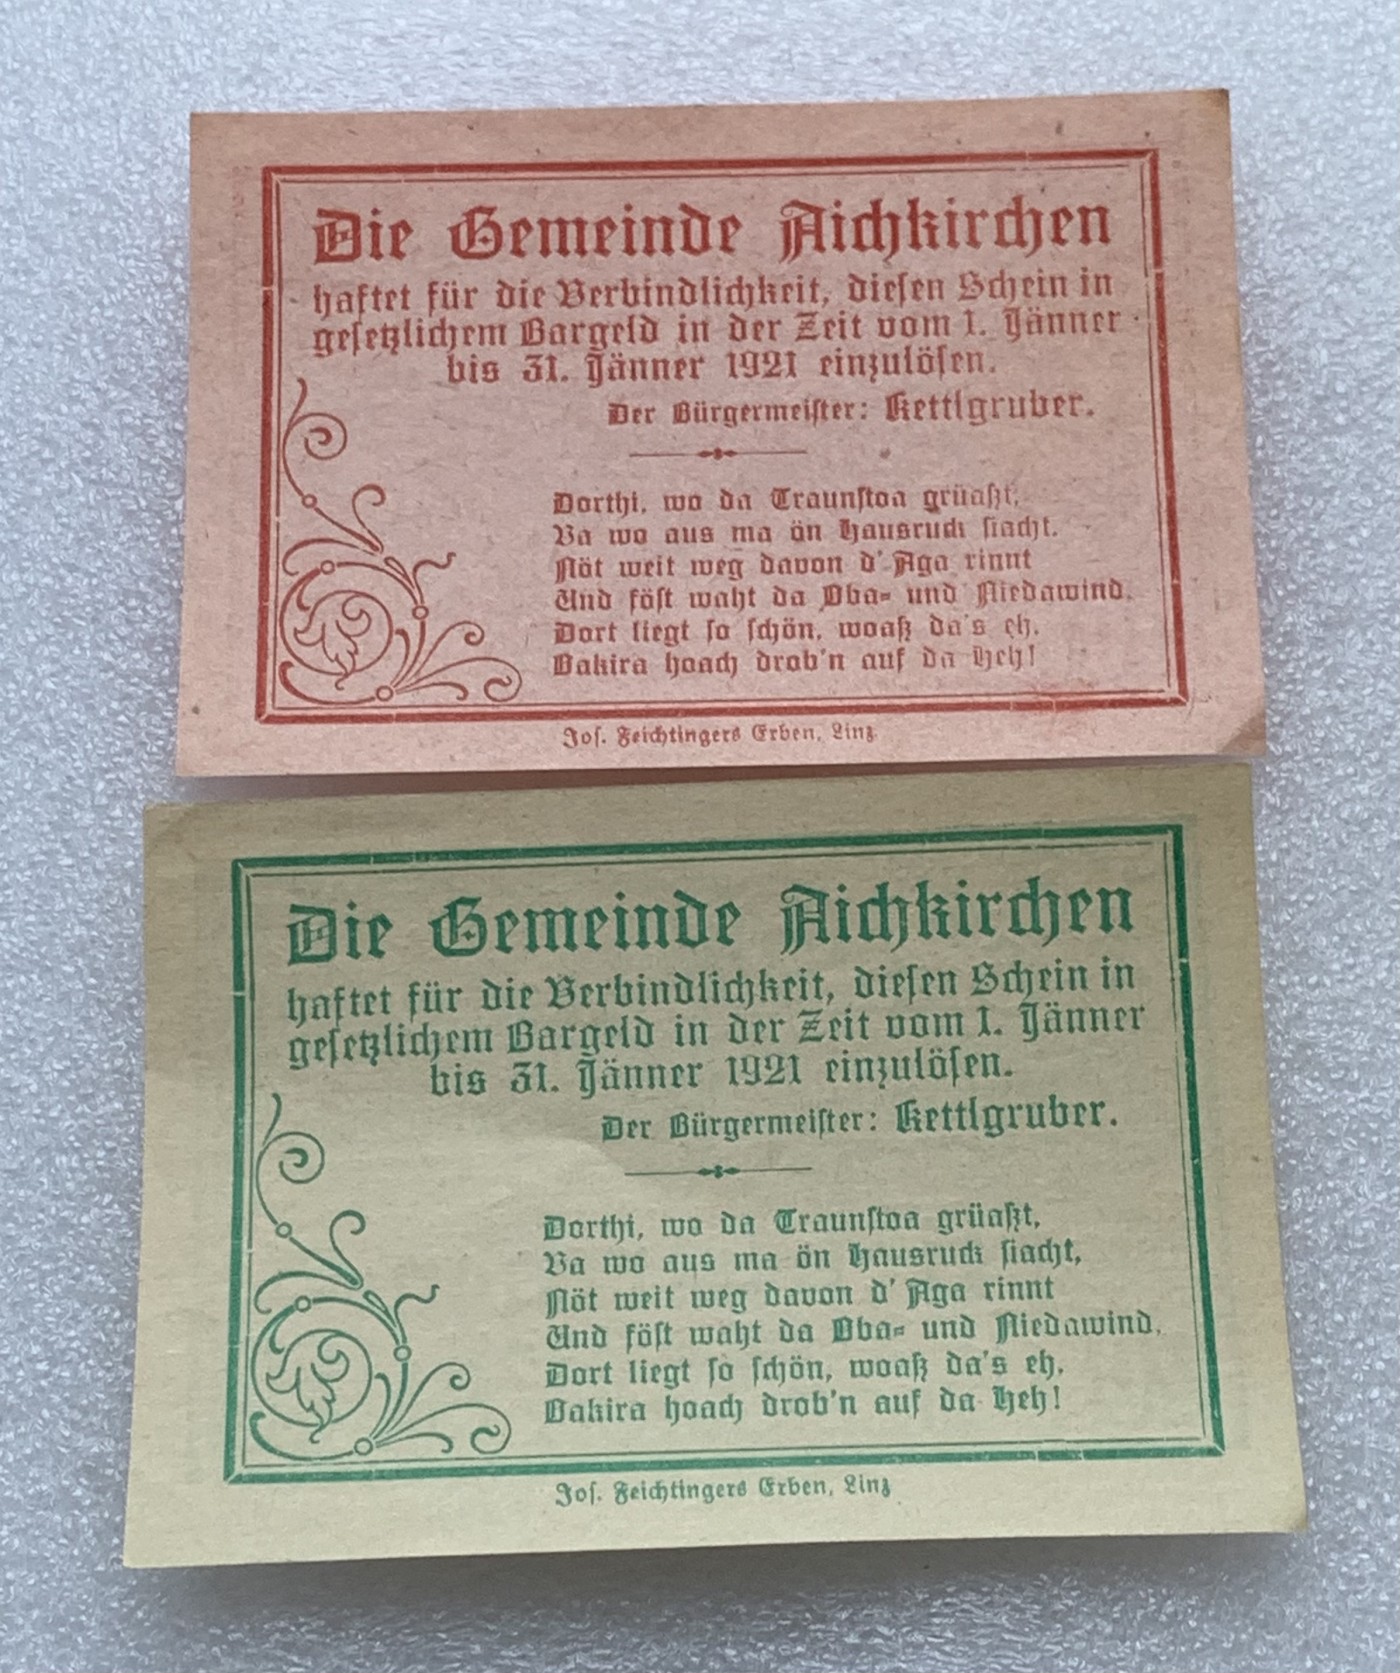 Die Gemeinde Aichkirchen
haftet für die Verbindlichkeit, diesen Schein in
gesetzlichem Bargeld in der Zeit vom 1. Jänner
bis 31. Jänner 1921 einzulösen.
Der Bürgermeister: Kettlgruber.
Dorthi, wo da Traunstoa grüaßt,
Va wo aus ma ön Hausruck siacht.
Nöt weit weg davon d' Aga rinnt
Und föst waht da Oba- und Niedawind,
Dort liegt so schön, woaß da's eh,
Oakira hoach drob'n auf da Heh!
Jos. Feichtingers Erben, Linz
Die Gemeinde Aichkirchen
haftet für die Verbindlichkeit, diesen Schein in
gesetzlichem Bargeld in der Zeit vom 1. Jänner
bis 31. Jänner 1921 einzulösen.
Der Bürgermeister: Kettlgruber.
Dorthi, wo da Traunstoa grüaßt,
Va wo aus ma ön Hausruck siacht,
Nöt weit weg davon d' Aga rinnt
Und föst waht da Oba- und Niedawind,
Dort liegt so schön, woaß da's eh,
Oakira hoach drob'n auf da Heh!
Jos. Feichtingers Erben, Linz